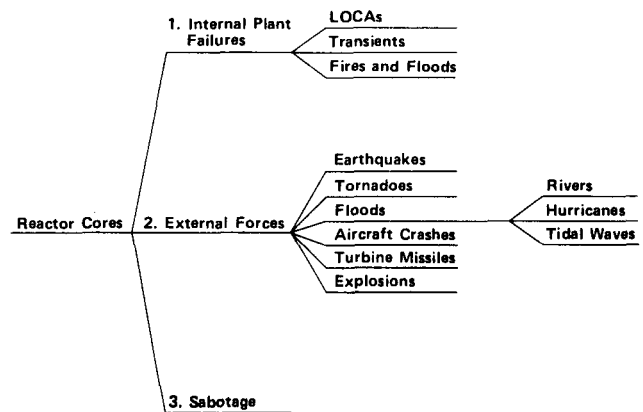 1. Internal Plant
Failures
LOCAs
Transients
Fires and Floods
Reactor Cores
2. External Forces
Earthquakes
Tornadoes
Floods
Aircraft Crashes
Turbine Missiles
Explosions
Rivers
Hurricanes
Tidal Waves
3. Sabotage